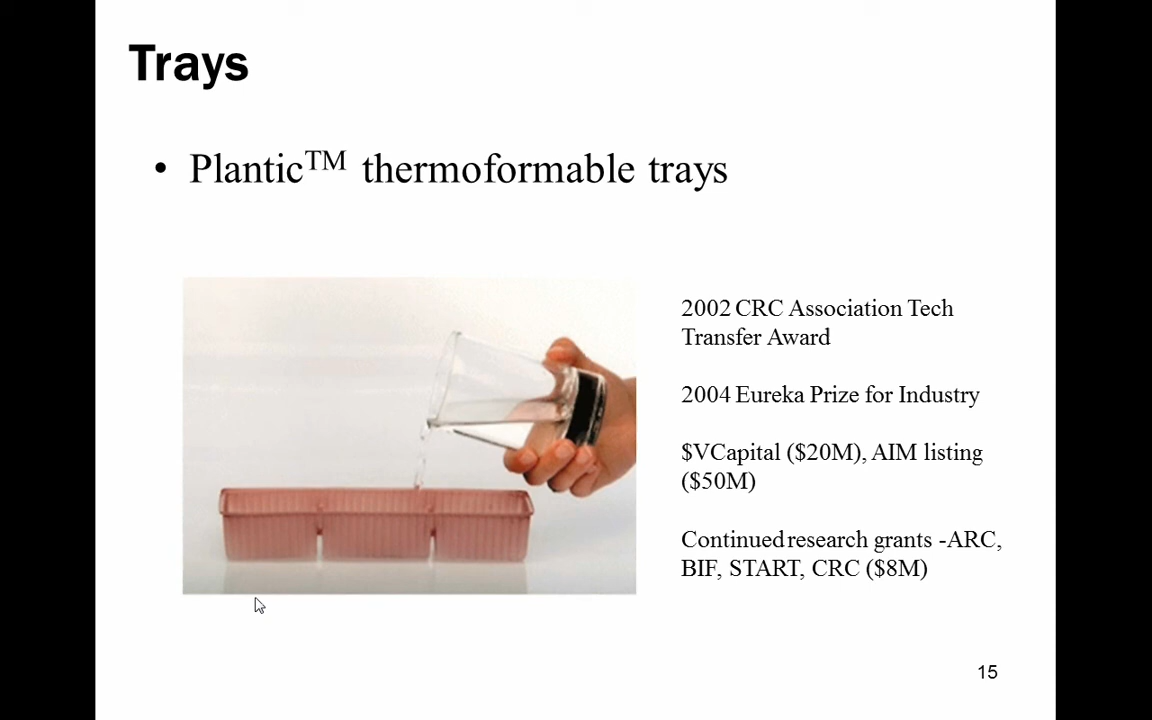 Trays
• Plantic™ thermoformable trays
2002 CRC Association Tech
Transfer Award
2004 Eureka Prize for Industry
$VCapital ($20M), AIM listing
($50M)
Continued research grants -ARC,
BIF, START, CRC ($8M)
15